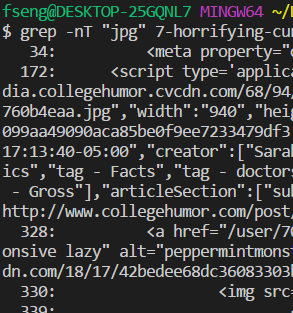 fseng@DESKTOP-25GQNL7 MINGW64 ~/
$ grep -nT "jpg" 7-horrifying-cu
34: <meta property="
172: <script type='applica
dia.collegehumor.cvcdn.com/68/94/
760b4eaa.jpg","width":"940","heig
099aa49090aca85be0f9ee7233479df3
17:13:40-05:00","creator":["Sarah
ics","tag - Facts","tag - doctors
- Gross"],"articleSection":["sub
http://www.collegehumor.com/post/
328: <a href="/user/70
onsive lazy" alt="peppermintmonst
dn.com/18/17/42bedee68dc36083303b
330: <img src=
339: